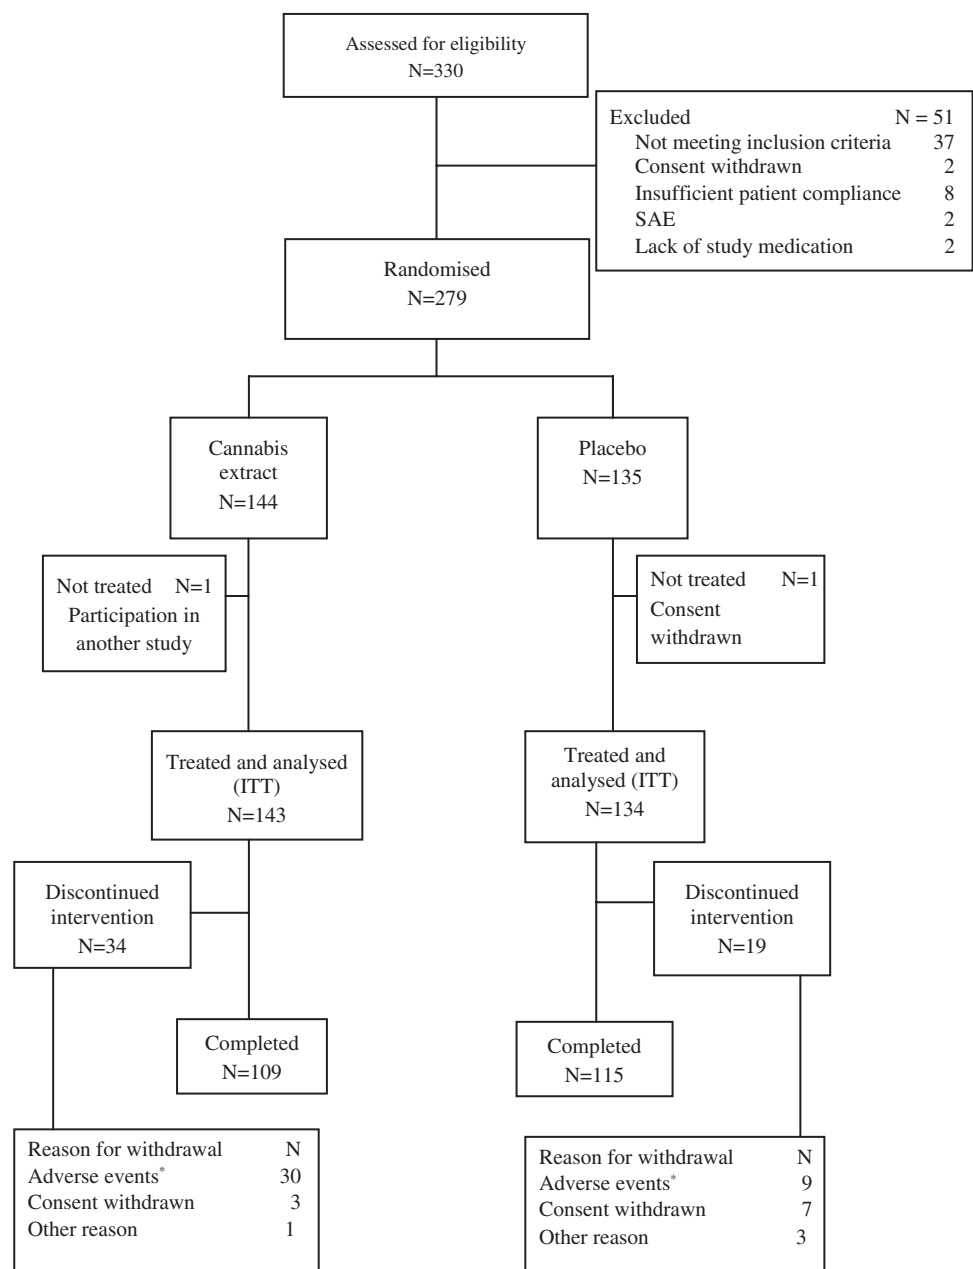 Assessed for eligibility
N=330
Excluded N = 51
Not meeting inclusion criteria 37
Consent withdrawn 2
Insufficient patient compliance 8
SAE 2
Lack of study medication 2
Randomised
N=279
Cannabis
extract
N=144
Placebo
N=135
Not treated N=1
Participation in
another study
Not treated N=1
Consent
withdrawn
Treated and analysed
(ITT)
N=143
Treated and
analysed (ITT)
N=134
Discontinued
intervention
N=34
Discontinued
intervention
N=19
Completed
N=109
Completed
N=115
Reason for withdrawal N
Adverse events* 30
Consent withdrawn 3
Other reason 1
Reason for withdrawal N
Adverse events* 9
Consent withdrawn 7
Other reason 3